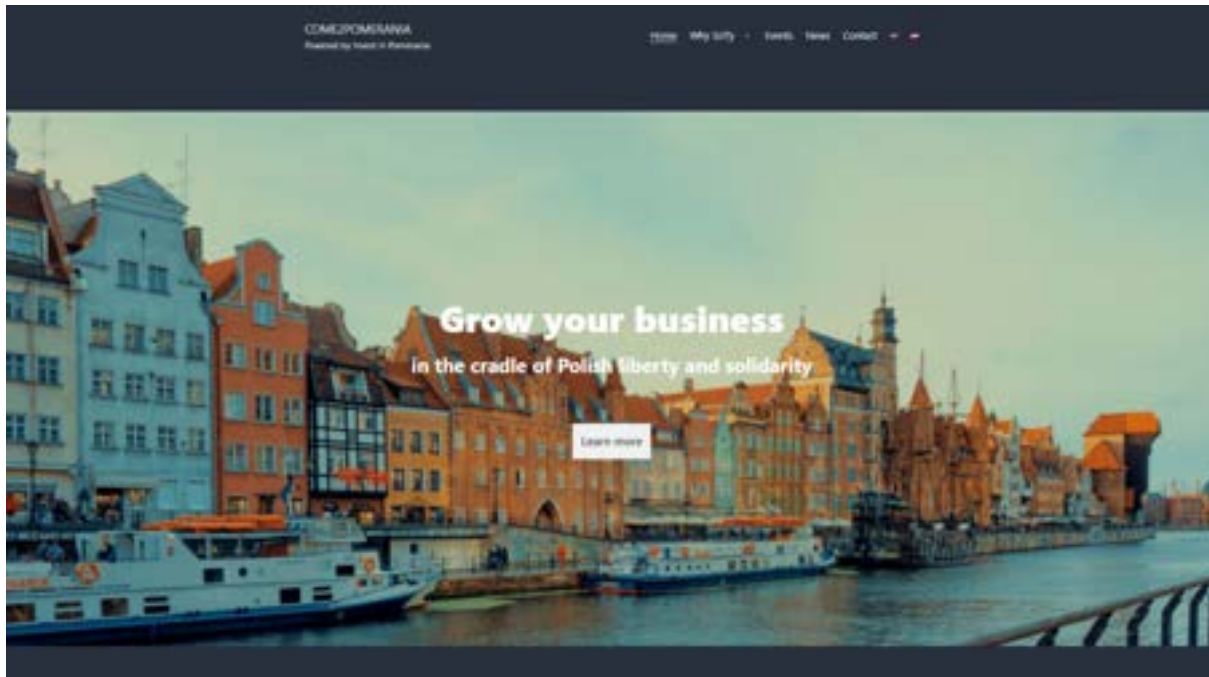 COME2POMERANIA
Powered by Invest in Pomerania
Home Why Events News Contact
Grow your business
in the cradle of Polish liberty and solidarity
Learn more